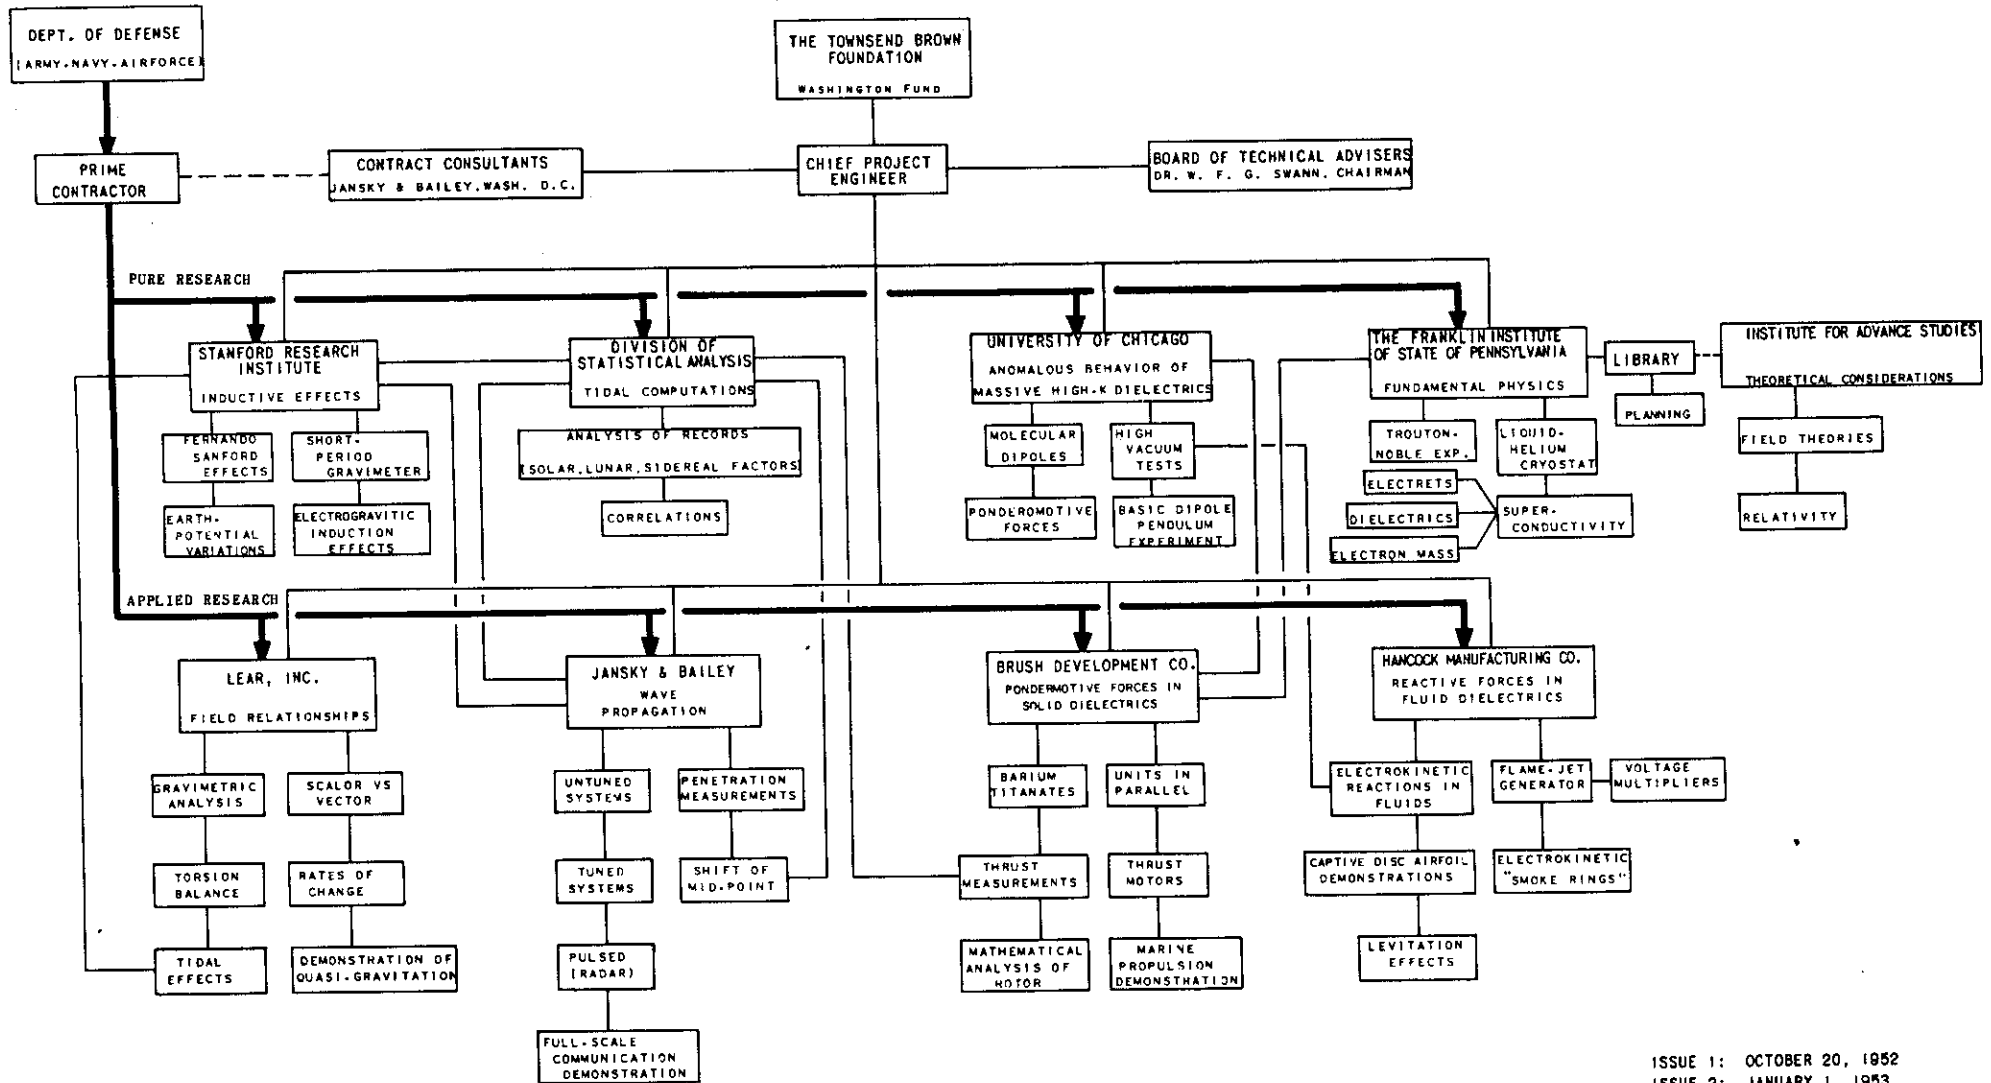 DEPT. OF DEFENSE
(ARMY-NAVY-AIRFORCE)
THE TOWNSEND BROWN
FOUNDATION
WASHINGTON FUND
PRIME
CONTRACTOR
CONTRACT CONSULTANTS
JANSKY & BAILEY, WASH. D.C.
CHIEF PROJECT
ENGINEER
BOARD OF TECHNICAL ADVISERS
DR. W. F. G. SWANN, CHAIRMAN
PURE RESEARCH
STANFORD RESEARCH
INSTITUTE
INDUCTIVE EFFECTS
DIVISION OF
STATISTICAL ANALYSIS
TIDAL COMPUTATIONS
UNIVERSITY OF CHICAGO
ANOMALOUS BEHAVIOR OF
MASSIVE HIGH-K DIELECTRICS
THE FRANKLIN INSTITUTE
OF STATE OF PENNSYLVANIA
FUNDAMENTAL PHYSICS
LIBRARY
PLANNING
INSTITUTE FOR ADVANCE STUDIES
THEORETICAL CONSIDERATIONS
FERNANDO
SANFORD
EFFECTS
SHORT-
PERIOD
GRAVIMETER
ANALYSIS OF RECORDS
(SOLAR, LUNAR, SIDEREAL FACTORS)
MOLECULAR
DIPOLES
HIGH
VACUUM
TESTS
TROUTON-
NOBLE EXP.
LIQUID-
HELIUM
CRYOSTAT
FIELD THEORIES
EARTH-
POTENTIAL
VARIATIONS
ELECTROGRAVITIC
INDUCTION
EFFECTS
CORRELATIONS
PONDEROMOTIVE
FORCES
BASIC DIPOLE
PENDULUM
EXPERIMENT
ELECTRETS
DIELECTRICS
ELECTRON MASS
SUPER-
CONDUCTIVITY
RELATIVITY
APPLIED RESEARCH
LEAR, INC.
FIELD RELATIONSHIPS
JANSKY & BAILEY
WAVE
PROPAGATION
BRUSH DEVELOPMENT CO.
PONDERMOTIVE FORCES IN
SOLID DIELECTRICS
HANCOCK MANUFACTURING CO.
REACTIVE FORCES IN
FLUID DIELECTRICS
GRAVIMETRIC
ANALYSIS
SCALOR VS
VECTOR
UNTUNED
SYSTEMS
PENETRATION
MEASUREMENTS
BARIUM
TITANATES
UNITS IN
PARALLEL
ELECTROKINETIC
REACTIONS IN
FLUIDS
FLAME-JET
GENERATOR
VOLTAGE
MULTIPLIERS
TORSION
BALANCE
RATES OF
CHANGE
TUNED
SYSTEMS
SHIFT OF
MID-POINT
THRUST
MEASUREMENTS
THRUST
MOTORS
CAPTIVE DISC AIRFOIL
DEMONSTRATIONS
ELECTROKINETIC
"SMOKE RINGS"
TIDAL
EFFECTS
DEMONSTRATION OF
QUASI-GRAVITATION
PULSED
(RADAR)
MATHEMATICAL
ANALYSIS OF
ROTOR
MARINE
PROPULSION
DEMONSTRATION
LEVITATION
EFFECTS
FULL-SCALE
COMMUNICATION
DEMONSTRATION
ISSUE 1: OCTOBER 20, 1952
ISSUE 2: JANUARY 1, 1953